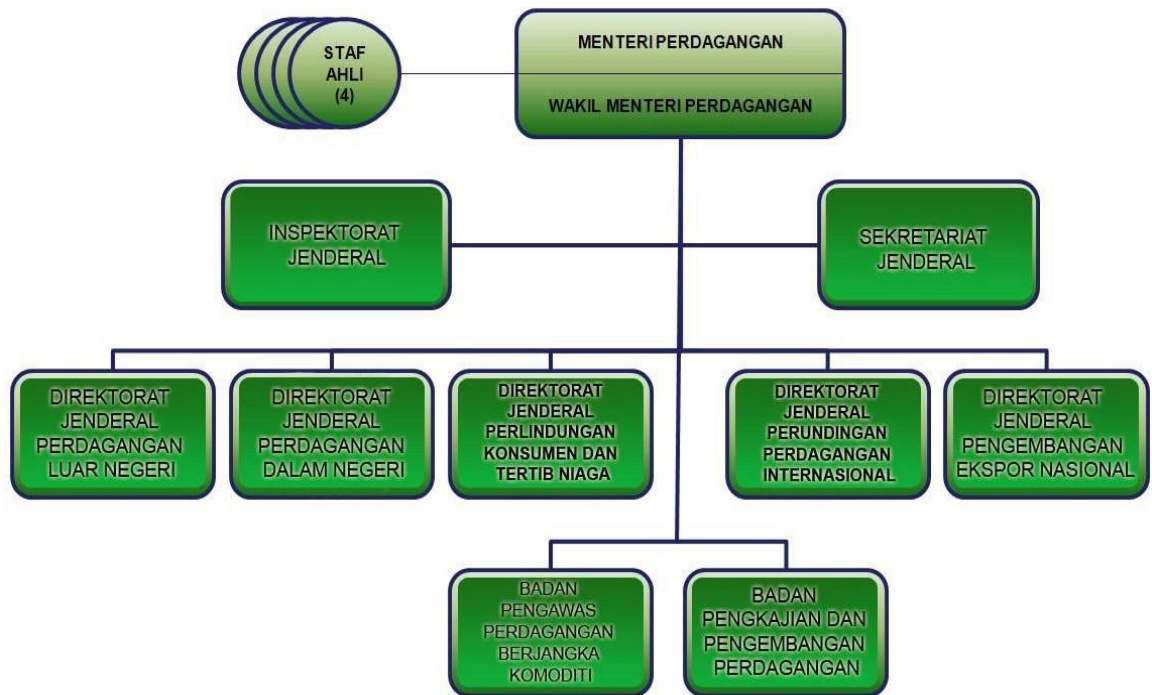 STAF
AHLI
(4)
MENTERI PERDAGANGAN
WAKIL MENTERI PERDAGANGAN
INSPEKTORAT
JENDERAL
SEKRETARIAT
JENDERAL
DIREKTORAT
JENDERAL
PERDAGANGAN
LUAR NEGERI
DIREKTORAT
JENDERAL
PERDAGANGAN
DALAM NEGERI
DIREKTORAT
JENDERAL
PERLINDUNGAN
KONSUMEN DAN
TERTIB NIAGA
DIREKTORAT
JENDERAL
PERUNDINGAN
PERDAGANGAN
INTERNASIONAL
DIREKTORAT
JENDERAL
PENGEMBANGAN
EKSPOR NASIONAL
BADAN
PENGAWAS
PERDAGANGAN
BERJANGKA
KOMODITI
BADAN
PENGKAJIAN DAN
PENGEMBANGAN
PERDAGANGAN